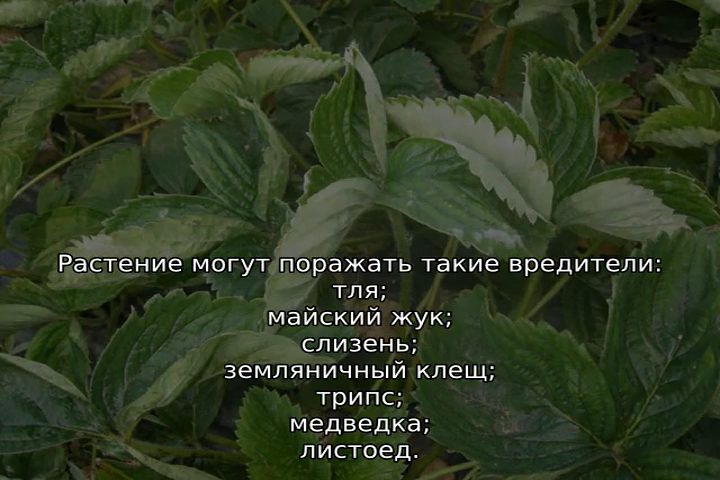 Растение могут поражать такие вредители:
тля;
майский жук;
слизень;
земляничный клещ;
трипс;
медведка;
листоед.